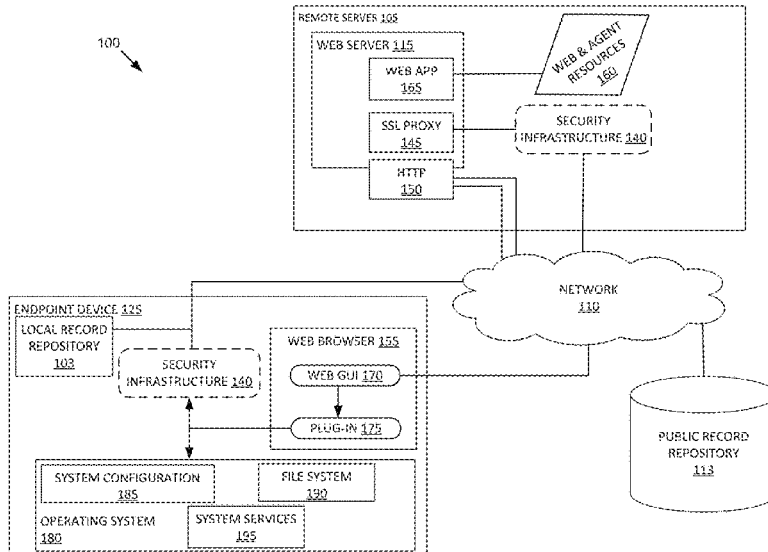 REMOTE SERVER 105
100
WEB SERVER 115
WEB APP
165
WEB & AGENT
RESOURCES
160
SSL PROXY
145
SECURITY
INFRASTRUCTURE 140
HTTP
150
NETWORK
110
ENDPOINT DEVICE 125
LOCAL RECORD
REPOSITORY
103
SECURITY
INFRASTRUCTURE 140
WEB BROWSER 155
WEB GUI 170
PLUG-IN 175
PUBLIC RECORD
REPOSITORY
113
SYSTEM CONFIGURATION
185
FILE SYSTEM
190
OPERATING SYSTEM
180
SYSTEM SERVICES
195